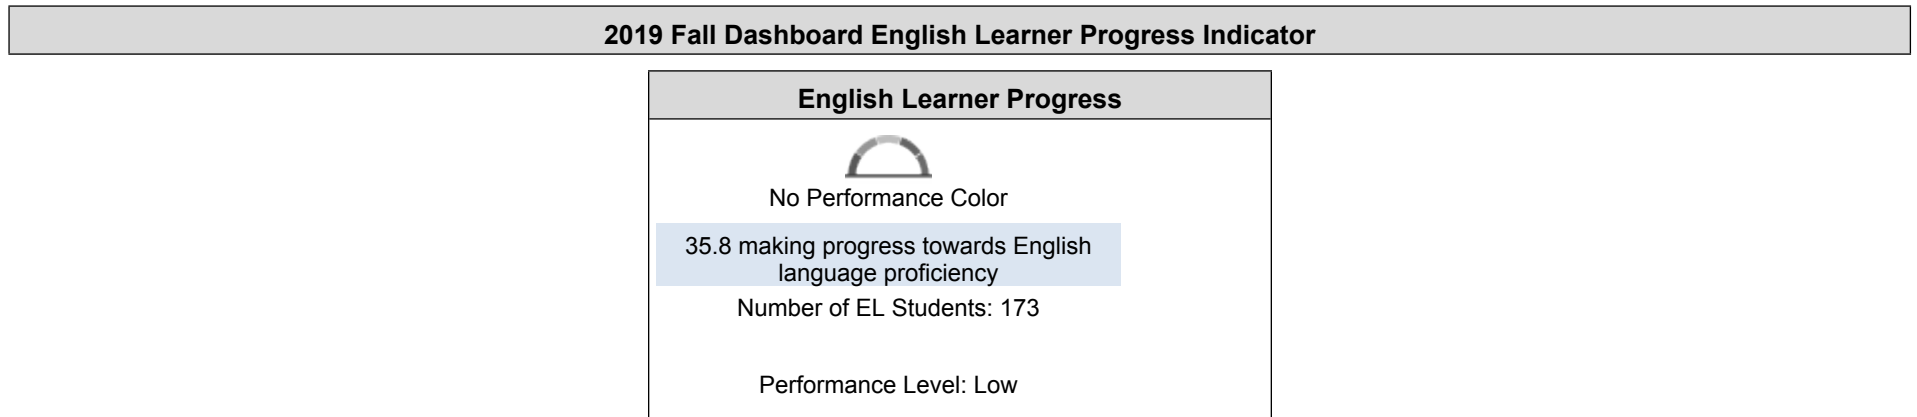 2019 Fall Dashboard English Learner Progress Indicator
English Learner Progress
No Performance Color
35.8 making progress towards English
language proficiency
Number of EL Students: 173
Performance Level: Low